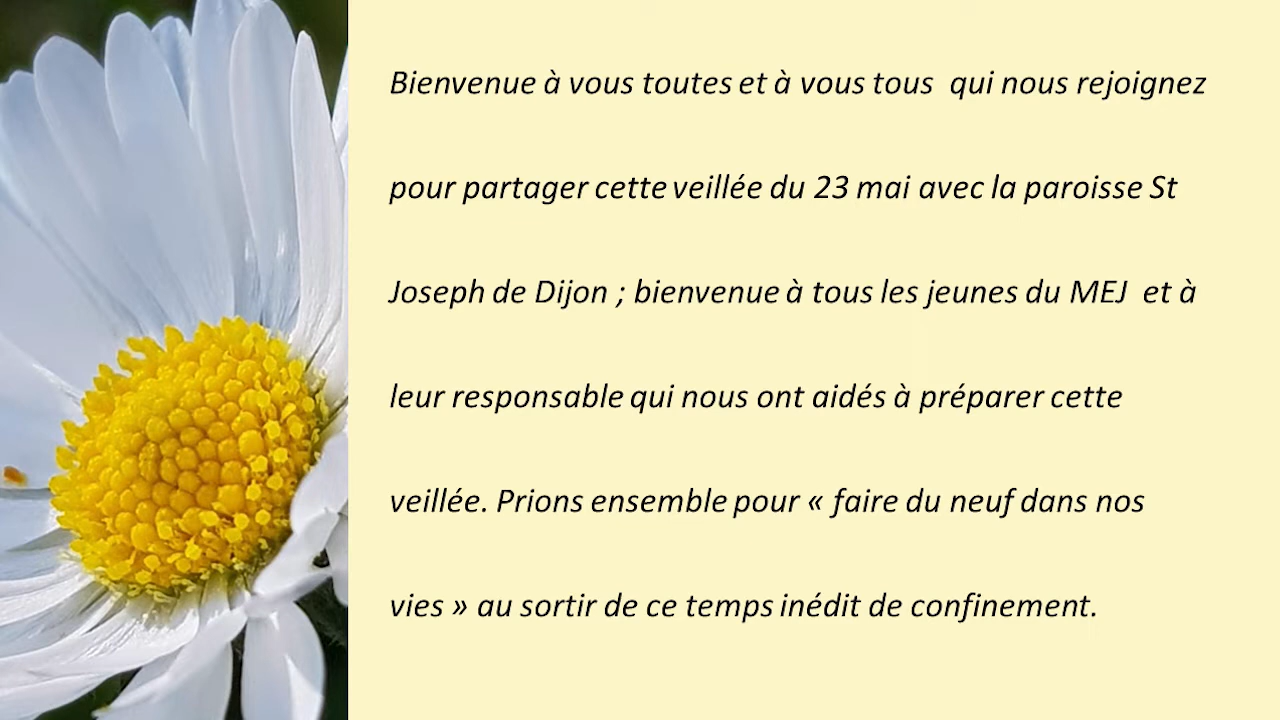 Bienvenue à vous toutes et à vous tous  qui nous rejoignez
pour partager cette veillée du 23 mai avec la paroisse St
Joseph de Dijon ; bienvenue à tous les jeunes du MEJ  et à
leur responsable qui nous ont aidés à préparer cette
veillée. Prions ensemble pour « faire du neuf dans nos
vies » au sortir de ce temps inédit de confinement.